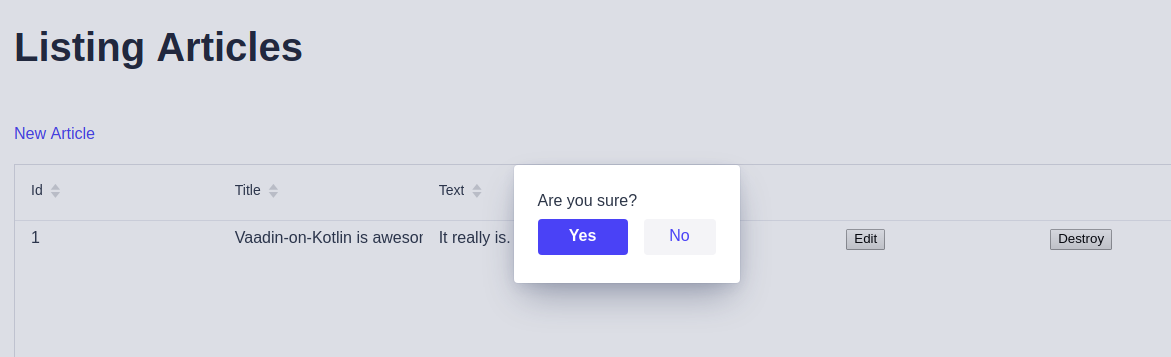 Listing Articles
New Article
Id Title Text
Are you sure?
1 Vaadin-on-Kotlin is awesor It really is. Yes No Edit Destroy